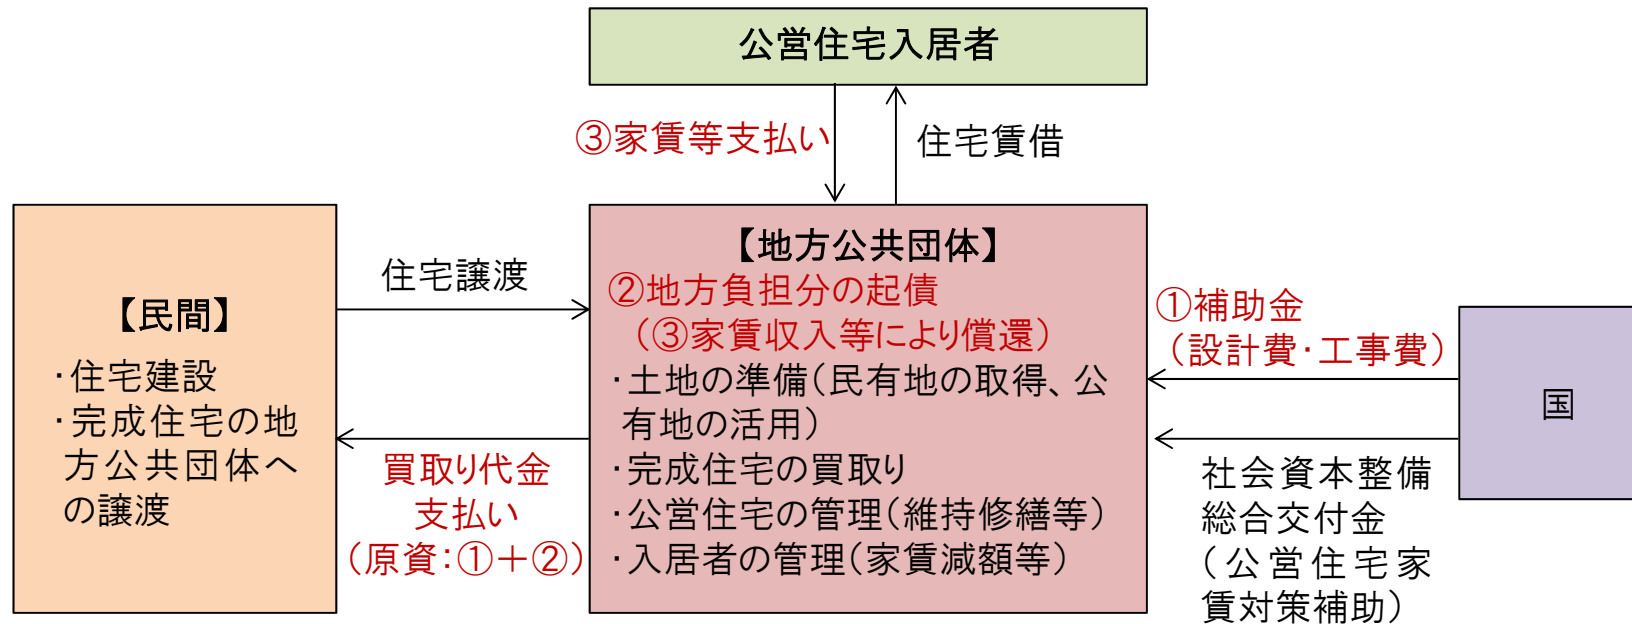 公営住宅入居者
③家賃等支払い
住宅賃借
【民間】
・住宅建設
・完成住宅の地
方公共団体へ
の譲渡
住宅譲渡
買取り代金
支払い
（原資：①＋②）
【地方公共団体】
②地方負担分の起債
（③家賃収入等により償還）
・土地の準備（民有地の取得、公
有地の活用）
・完成住宅の買取り
・公営住宅の管理（維持修繕等）
・入居者の管理（家賃減額等）
①補助金
（設計費・工事費）
社会資本整備
総合交付金
（公営住宅家
賃対策補助）
国